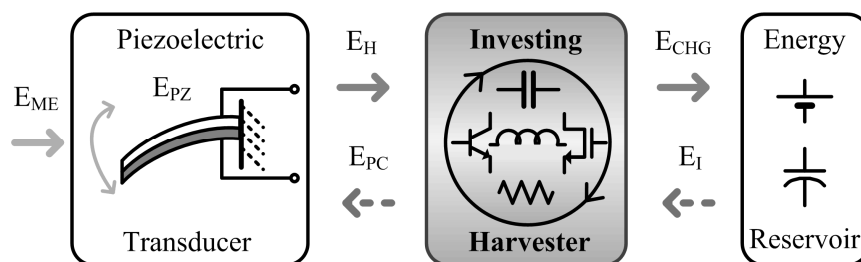 Piezoelectric
E_PZ
Transducer
E_ME
E_H
E_PC
Investing
Harvester
E_CHG
E_I
Energy
Reservoir